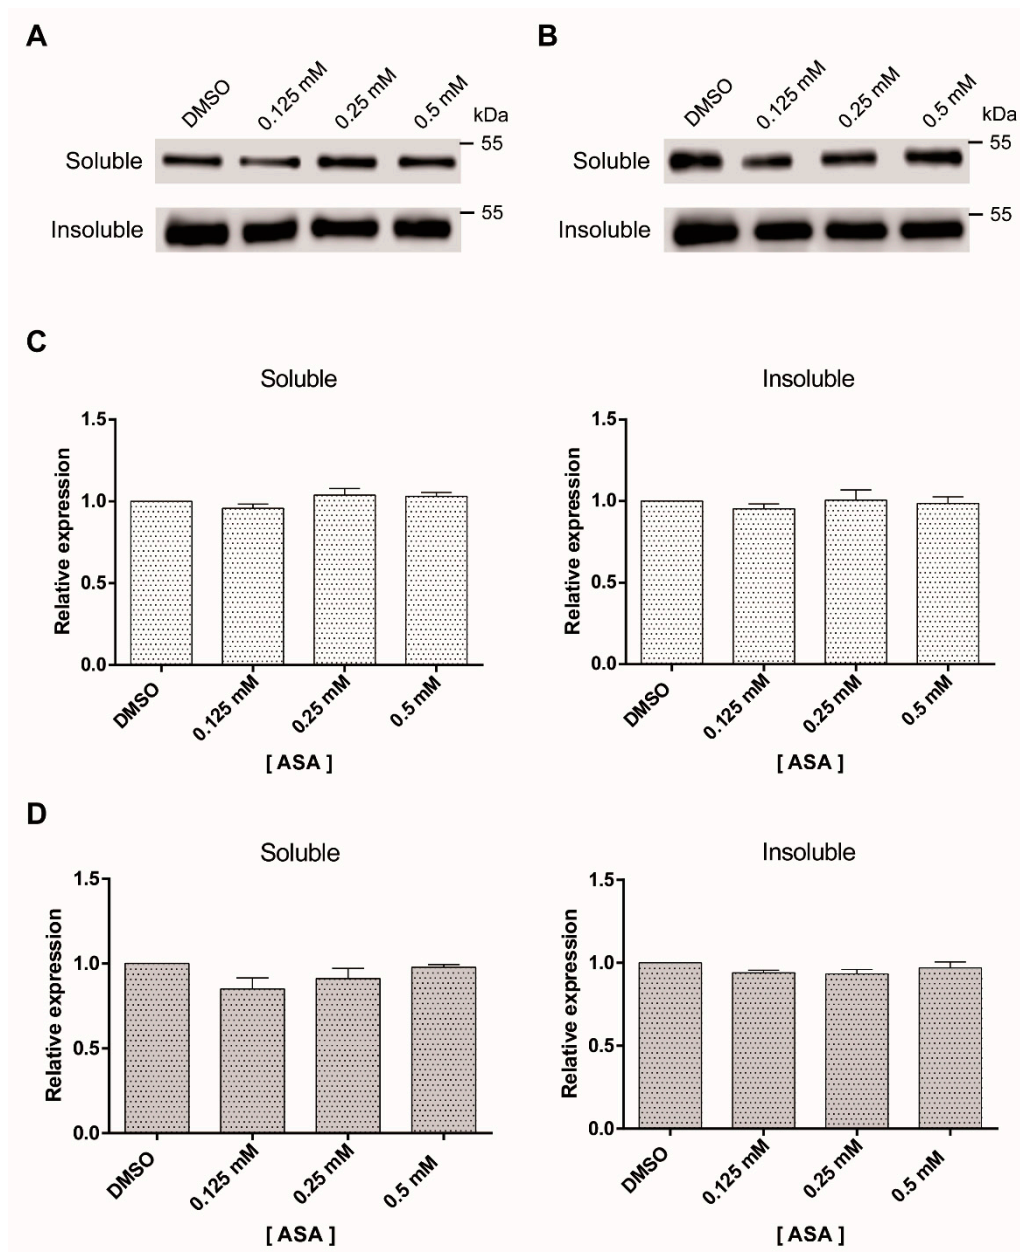 A
B
DMSO 0.125 mM 0.25 mM 0.5 mM kDa
Soluble 55
Insoluble 55
DMSO 0.125 mM 0.25 mM 0.5 mM kDa
Soluble 55
Insoluble 55
C
Soluble
Relative expression
1.5
1.0
0.5
0.0
DMSO 0.125 mM 0.25 mM 0.5 mM
[ ASA ]
Insoluble
Relative expression
1.5
1.0
0.5
0.0
DMSO 0.125 mM 0.25 mM 0.5 mM
[ ASA ]
D
Soluble
Relative expression
1.5
1.0
0.5
0.0
DMSO 0.125 mM 0.25 mM 0.5 mM
[ ASA ]
Insoluble
Relative expression
1.5
1.0
0.5
0.0
DMSO 0.125 mM 0.25 mM 0.5 mM
[ ASA ]